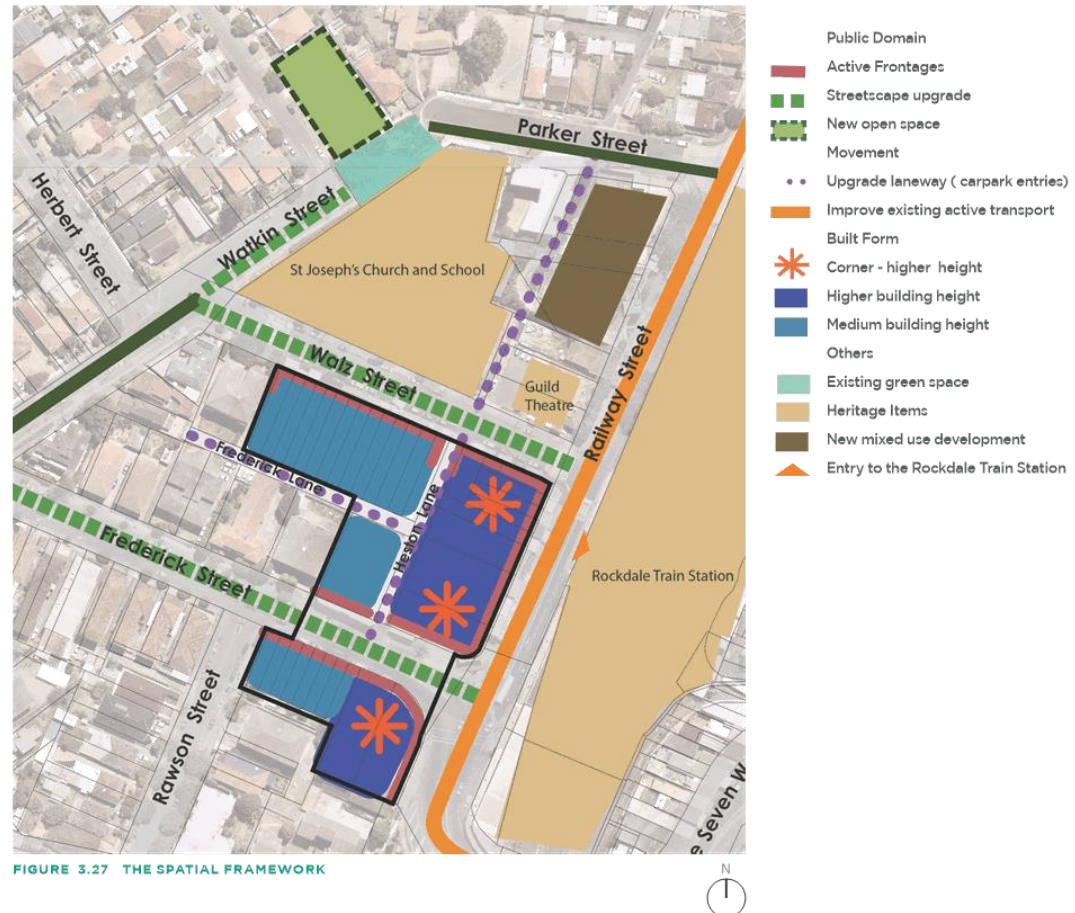 Parker Street
Herbert Street
Watkin Street
St Joseph's Church and School
Walz Street
Guild
Theatre
Railway Street
Frederick Lane
Heston Lane
Frederick Street
Rockdale Train Station
Rawson Street
e Seven W
Public Domain
Active Frontages
Streetscape upgrade
New open space
Movement
Upgrade laneway ( carpark entries)
Improve existing active transport
Built Form
Corner - higher height
Higher building height
Medium building height
Others
Existing green space
Heritage Items
New mixed use development
Entry to the Rockdale Train Station
FIGURE 3.27 THE SPATIAL FRAMEWORK
N